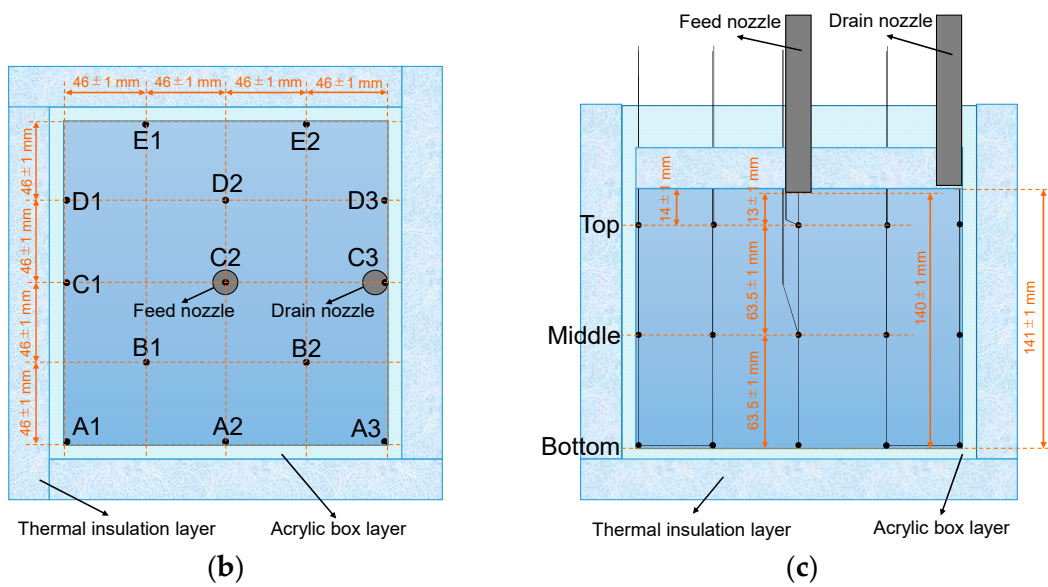 46 ± 1 mm
46 ± 1 mm
46 ± 1 mm
46 ± 1 mm
46 ± 1 mm
46 ± 1 mm
46 ± 1 mm
46 ± 1 mm
E1
E2
D1
D2
D3
C1
C2
C3
Feed nozzle
Drain nozzle
B1
B2
A1
A2
A3
Thermal insulation layer
Acrylic box layer
(b)
Feed nozzle
Drain nozzle
14 ± 1 mm
13 ± 1 mm
Top
63.5 ± 1 mm
140 ± 1 mm
141 ± 1 mm
Middle
63.5 ± 1 mm
Bottom
Thermal insulation layer
Acrylic box layer
(c)